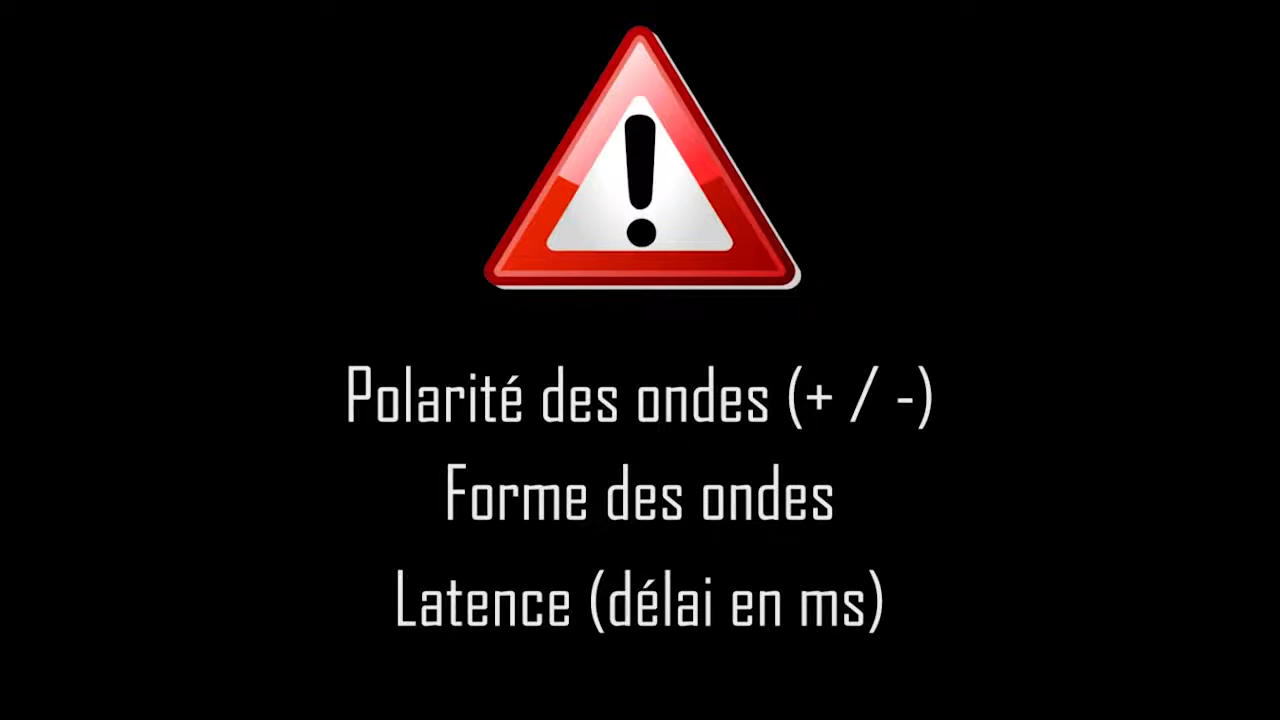 Polarité des ondes (+ / -)
Forme des ondes
Latence (délai en ms)